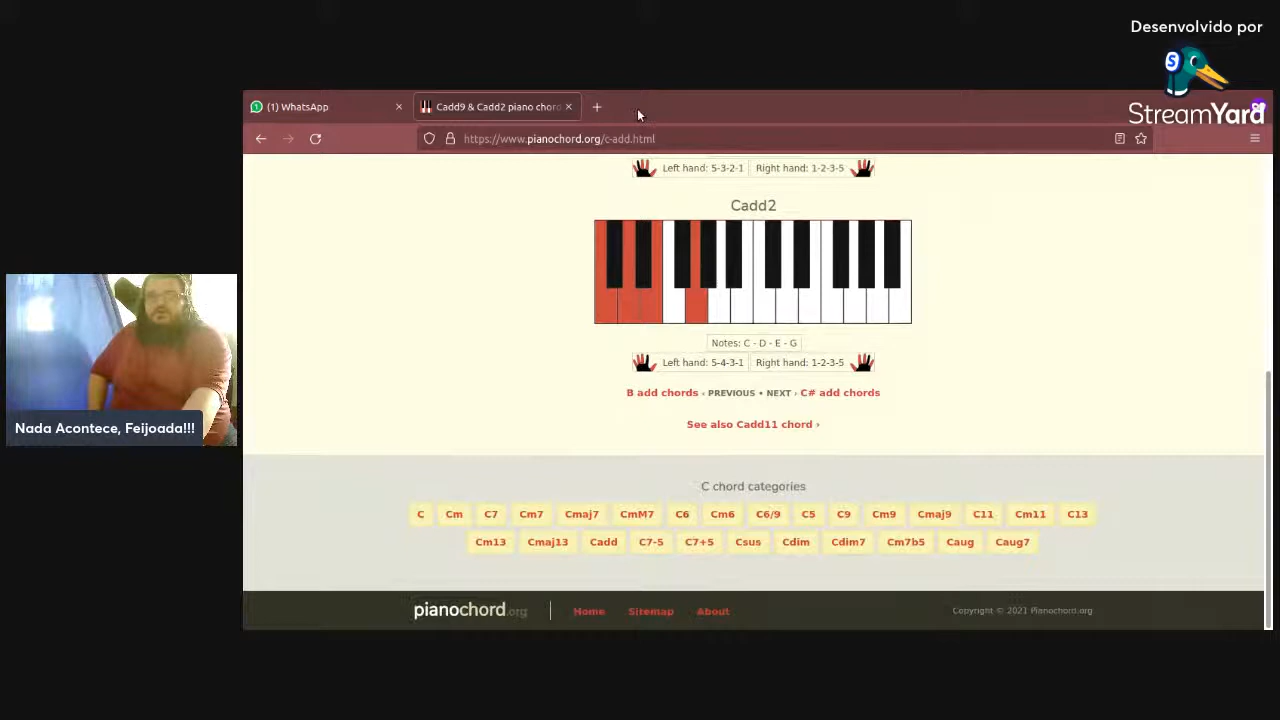 Desenvolvido por
S
StreamYard
(1) WhatsApp
Cadd9 & Cadd2 piano chord
https://www.pianochord.org/c-add.html
Left hand: 5-3-2-1 Right hand: 1-2-3-5
Cadd2
Notes: C - D - E - G
Left hand: 5-4-3-1 Right hand: 1-2-3-5
B add chords ‹ PREVIOUS • NEXT › C# add chords
See also Cadd11 chord ›
Nada Acontece, Feijoada!!!
C chord categories
C Cm C7 Cm7 Cmaj7 CmM7 C6 Cm6 C6/9 C5 C9 Cm9 Cmaj9 C11 Cm11 C13
Cm13 Cmaj13 Cadd C7-5 C7+5 Csus Cdim Cdim7 Cm7b5 Caug Caug7
pianochord.org Home Sitemap About Copyright © 2021 Pianochord.org